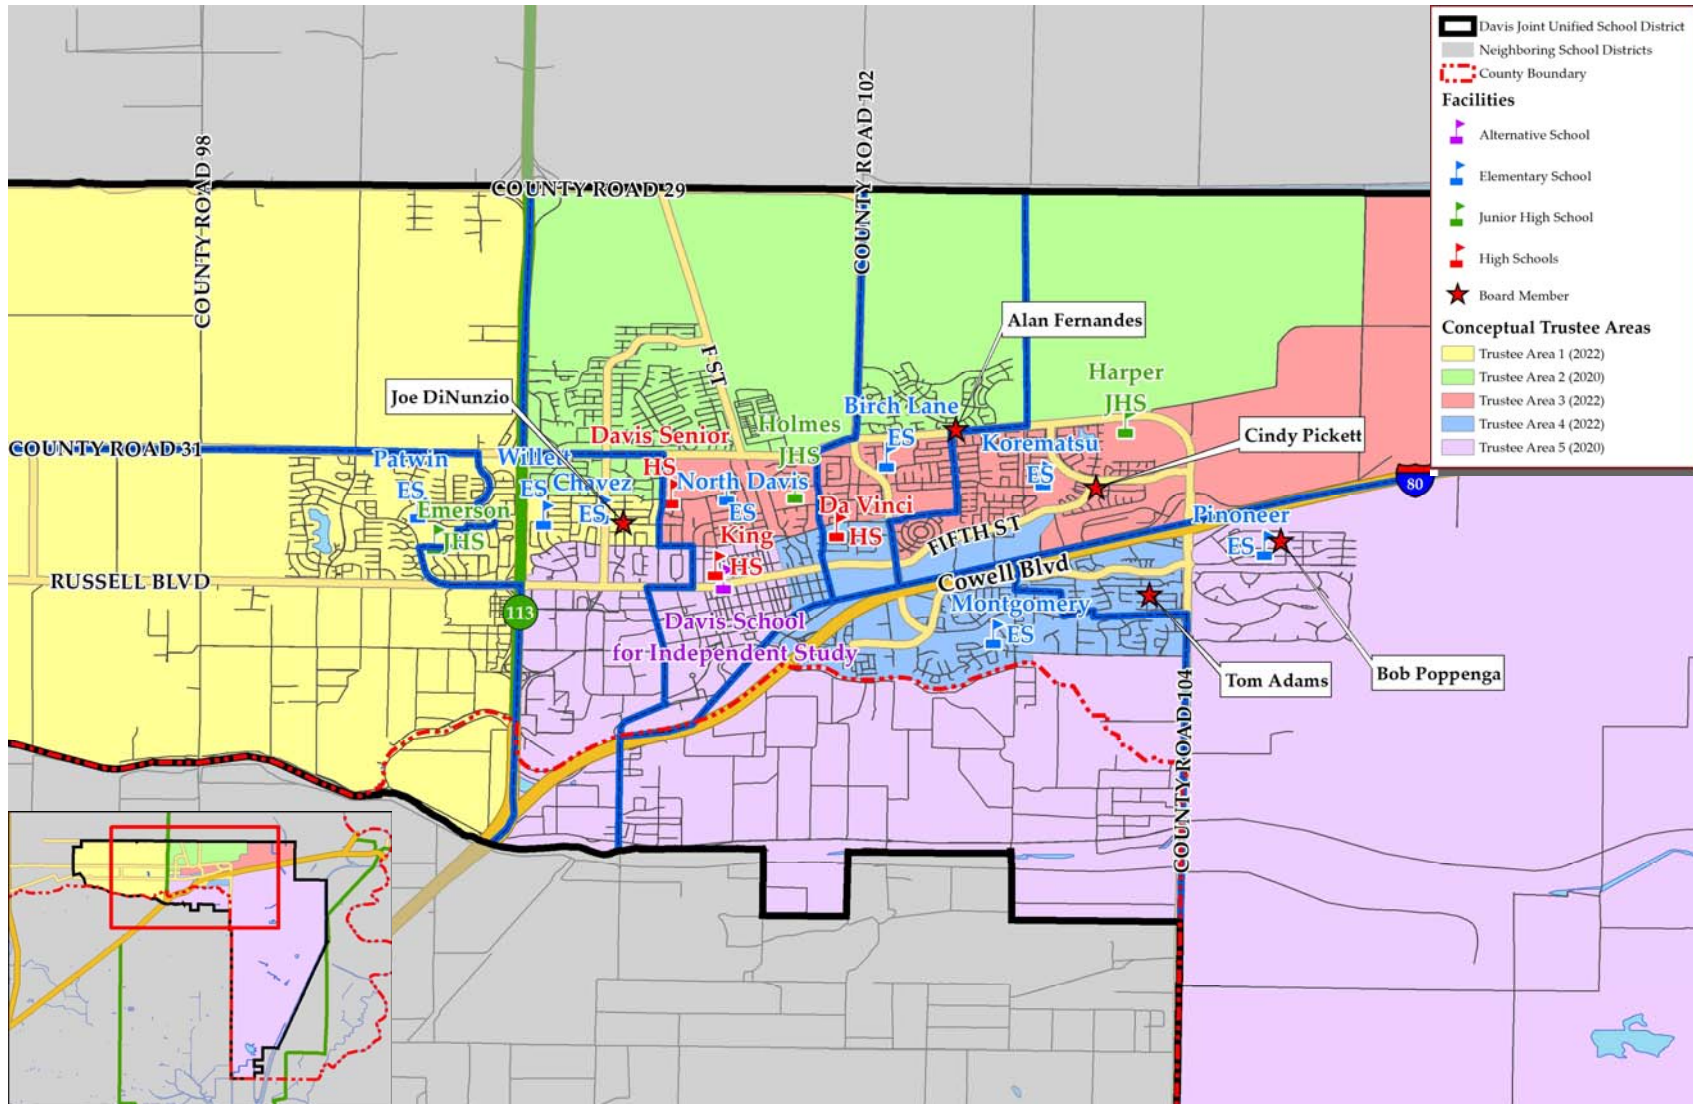 Davis Joint Unified School District
Neighboring School Districts
County Boundary
Facilities
Alternative School
Elementary School
Junior High School
High Schools
Board Member
Conceptual Trustee Areas
Trustee Area 1 (2022)
Trustee Area 2 (2020)
Trustee Area 3 (2022)
Trustee Area 4 (2022)
Trustee Area 5 (2020)
COUNTY ROAD 98
COUNTY ROAD 29
COUNTY ROAD 102
F ST
Alan Fernandes
Joe DiNunzio
Harper
JHS
Birch Lane
ES
Holmes
JHS
Davis Senior
HS
Cindy Pickett
COUNTY ROAD 31
Patwin
ES
Willett
ES
Chavez
ES
North Davis
ES
Korematsu
ES
80
Emerson
JHS
Da Vinci
HS
Pinoneer
ES
King
HS
FIFTH ST
Cowell Blvd
RUSSELL BLVD
113
Davis School
for Independent Study
Montgomery
ES
Tom Adams
Bob Poppenga
COUNTY ROAD 104